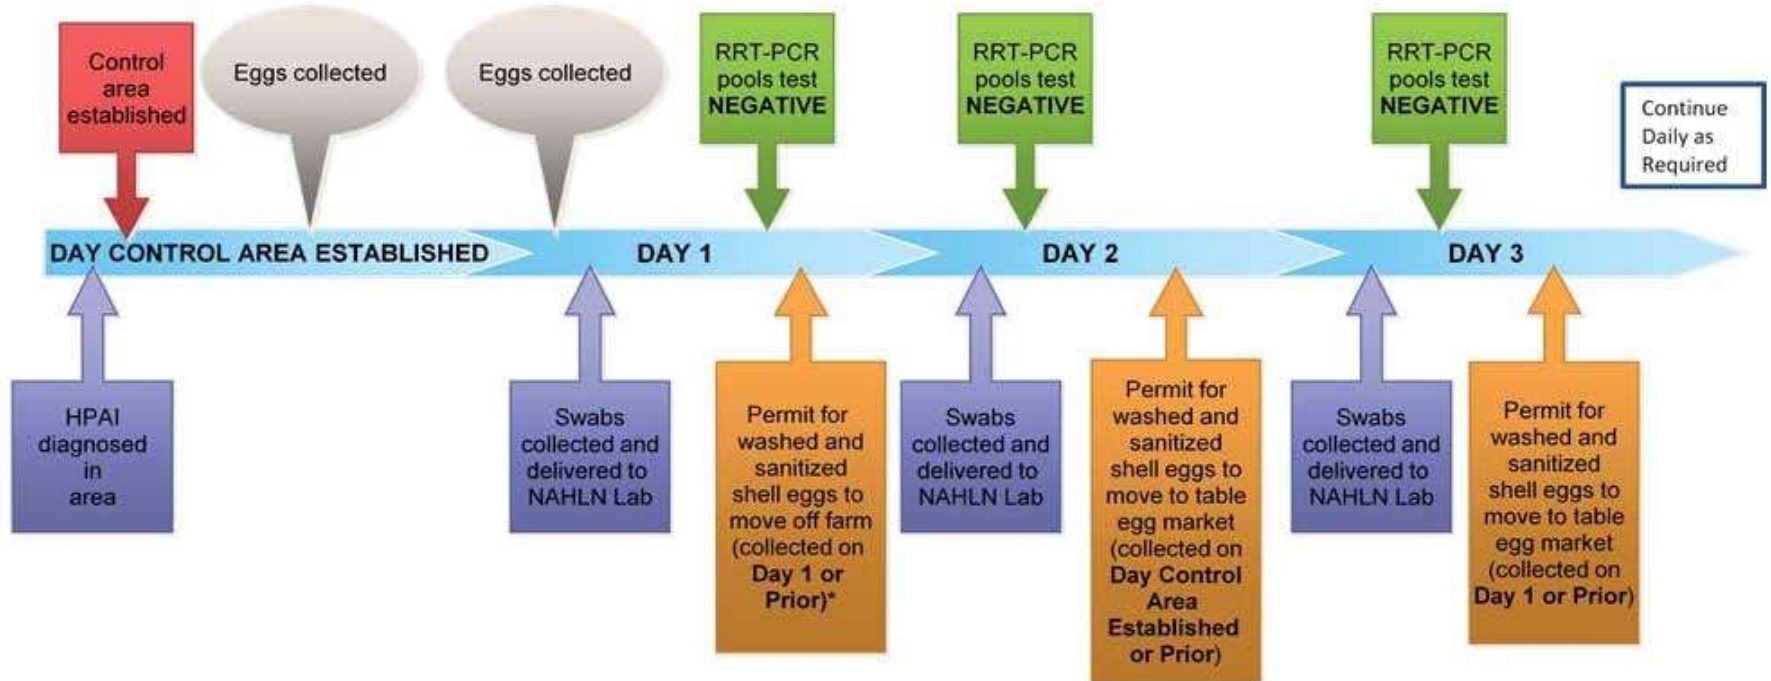 Control
area
established
Eggs collected
Eggs collected
RRT-PCR
pools test
NEGATIVE
RRT-PCR
pools test
NEGATIVE
RRT-PCR
pools test
NEGATIVE
Continue
Daily as
Required
DAY CONTROL AREA ESTABLISHED
DAY 1
DAY 2
DAY 3
HPAI
diagnosed
in
area
Swabs
collected and
delivered to
NAHLN Lab
Permit for
washed and
sanitized
shell eggs to
move off farm
(collected on
Day 1 or
Prior)*
Swabs
collected and
delivered to
NAHLN Lab
Permit for
washed and
sanitized
shell eggs to
move to table
egg market
(collected on
Day Control
Area
Established
or Prior)
Swabs
collected and
delivered to
NAHLN Lab
Permit for
washed and
sanitized
shell eggs to
move to table
egg market
(collected on
Day 1 or Prior)